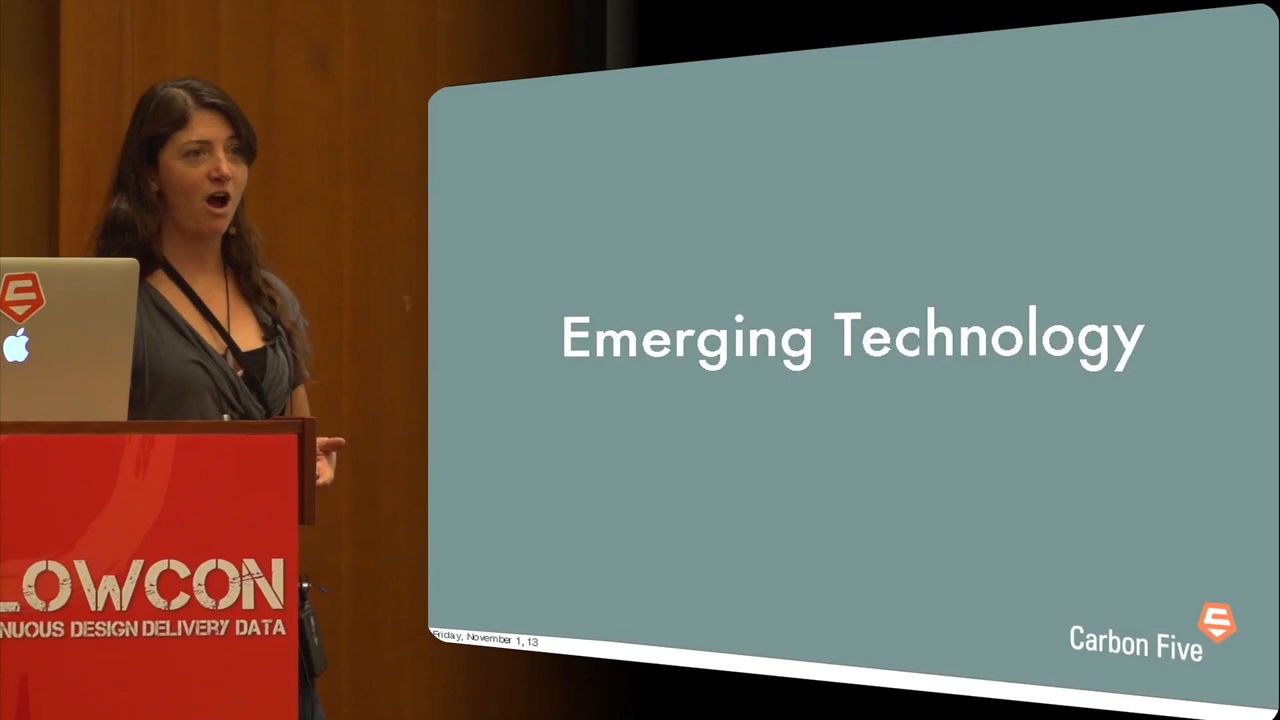 Emerging Technology
Friday, November 1, 13
Carbon Five
LOWCON
NUOUS DESIGN DELIVERY DATA